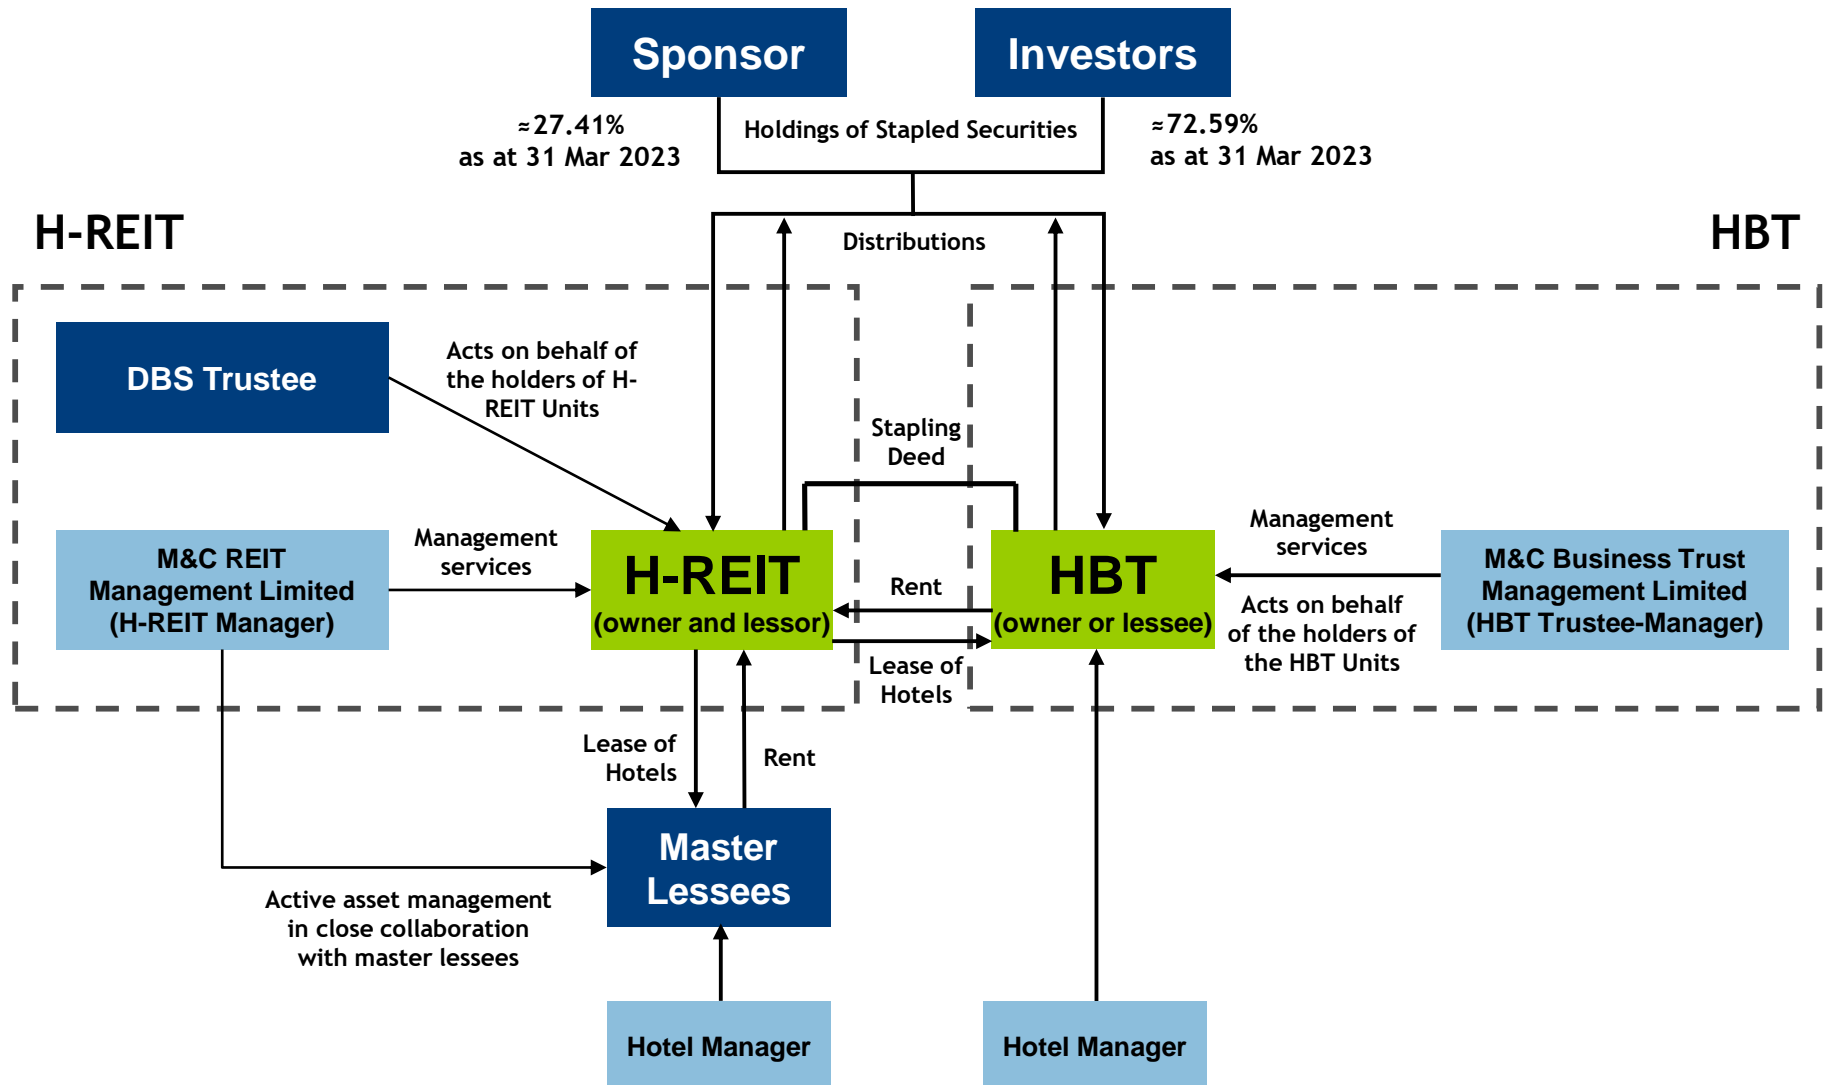 Sponsor
Investors
≈27.41%
as at 31 Mar 2023
Holdings of Stapled Securities
≈72.59%
as at 31 Mar 2023
H-REIT
HBT
Distributions
DBS Trustee
Acts on behalf of
the holders of H-
REIT Units
Stapling
Deed
M&C REIT
Management Limited
(H-REIT Manager)
Management
services
H-REIT
(owner and lessor)
Rent
Lease of
Hotels
HBT
(owner or lessee)
Management
services
Acts on behalf
of the holders of
the HBT Units
M&C Business Trust
Management Limited
(HBT Trustee-Manager)
Lease of
Hotels
Rent
Master
Lessees
Active asset management
in close collaboration
with master lessees
Hotel Manager
Hotel Manager